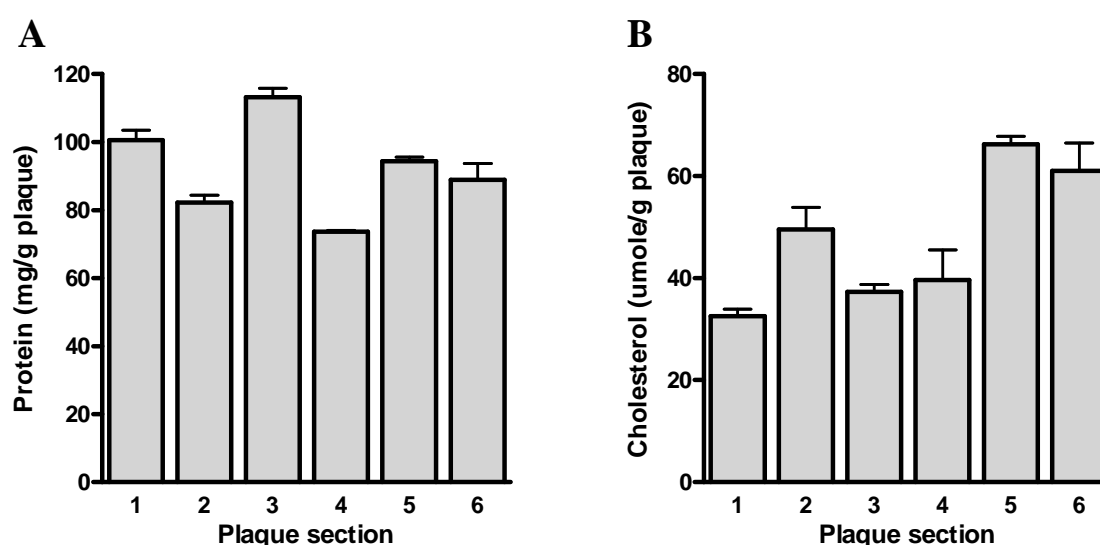 A
Protein (mg/g plaque)
120
100
80
60
40
20
0
1 2 3 4 5 6
Plaque section
B
Cholesterol (umole/g plaque)
80
60
40
20
0
1 2 3 4 5 6
Plaque section